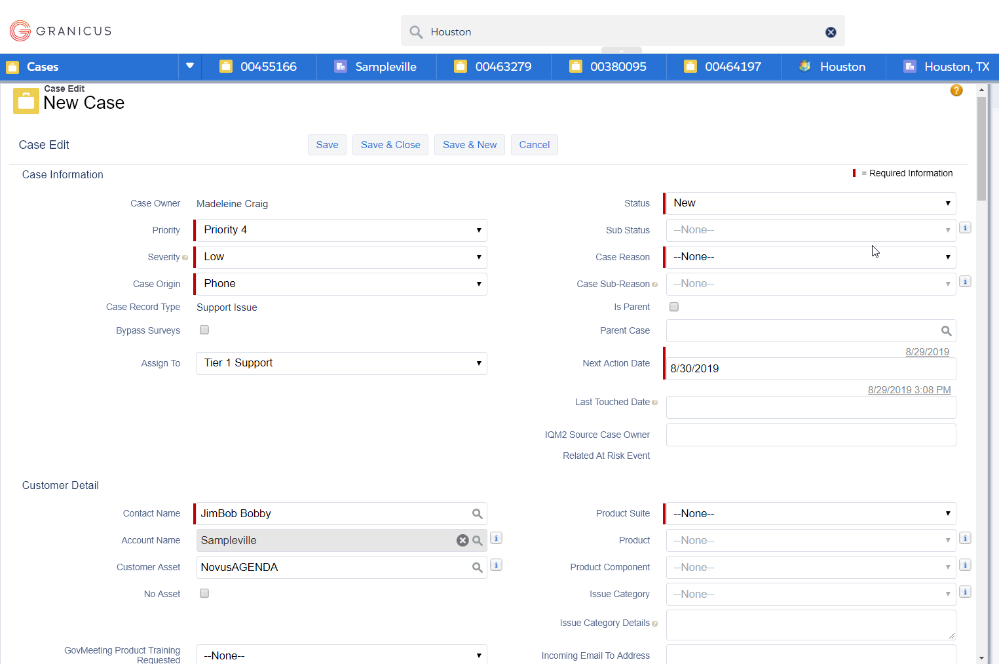 GRANICUS
Houston
Cases
00455166
Sampleville
00463279
00380095
00464197
Houston
Houston, TX
Case Edit
New Case
Case Edit
Save
Save & Close
Save & New
Cancel
Case Information
= Required Information
Case Owner
Madeleine Craig
Status
New
Priority
Priority 4
Sub Status
--None--
Severity
Low
Case Reason
--None--
Case Origin
Phone
Case Sub-Reason
--None--
Case Record Type
Support Issue
Is Parent
Bypass Surveys
Parent Case
8/29/2019
Assign To
Tier 1 Support
Next Action Date
8/30/2019
8/29/2019 3:08 PM
Last Touched Date
IQM2 Source Case Owner
Related At Risk Event
Customer Detail
Contact Name
JimBob Bobby
Product Suite
--None--
Account Name
Sampleville
Product
--None--
Customer Asset
NovusAGENDA
Product Component
--None--
No Asset
Issue Category
--None--
Issue Category Details
GovMeeting Product Training
Requested
--None--
Incoming Email To Address